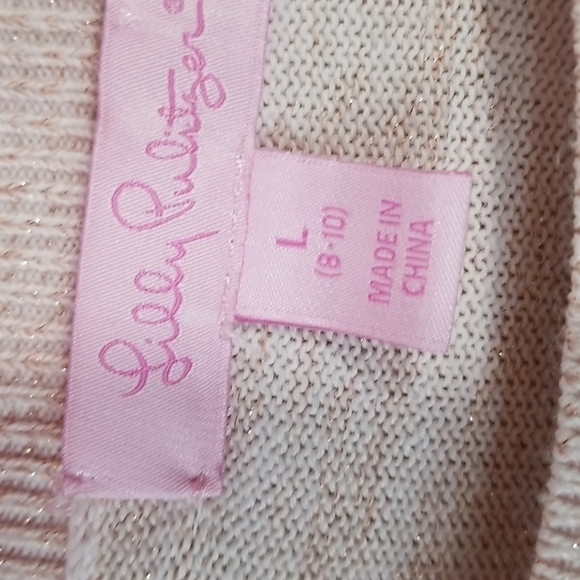 Lilly Pulitzer®
L
(8-10)
MADE IN
CHINA